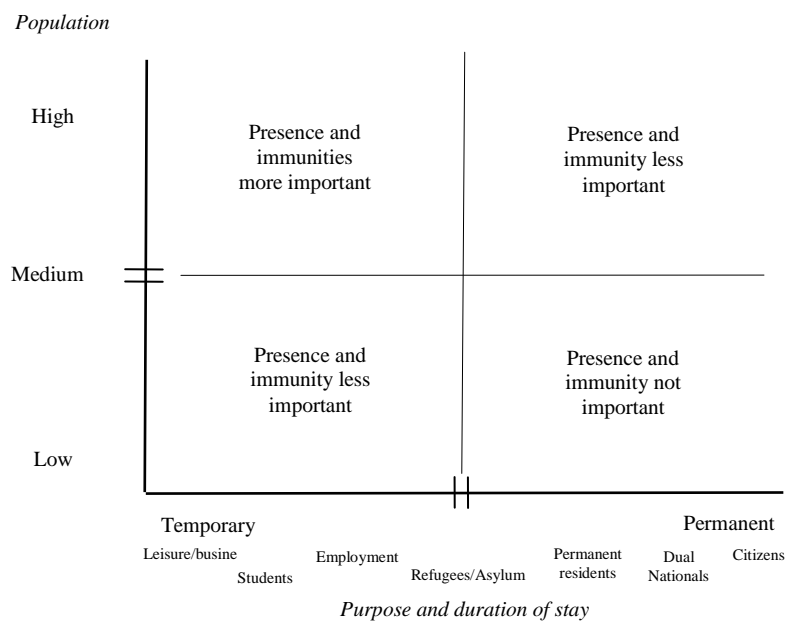 Population
High
Presence and
immunities
more important
Presence and
immunity less
important
Medium
Presence and
immunity less
important
Presence and
immunity not
important
Low
Temporary
Permanent
Leisure/busine
Students
Employment
Refugees/Asylum
Permanent
residents
Dual
Nationals
Citizens
Purpose and duration of stay